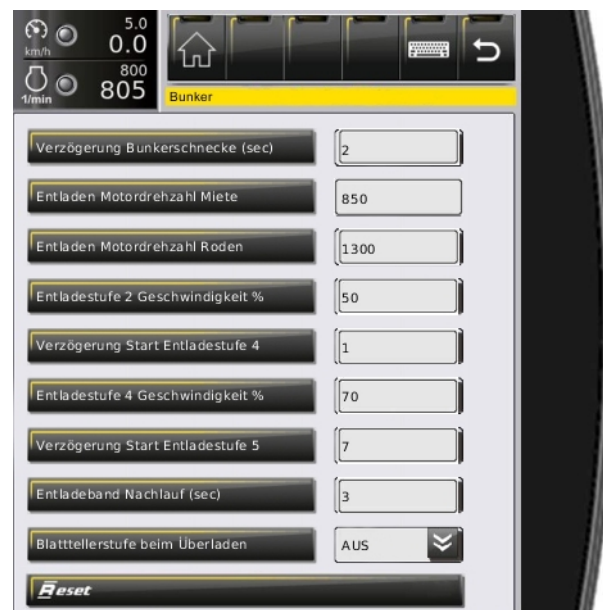 5.0
km/h 0.0
800
1/min 805
Bunker
Verzögerung Bunkerschnecke (sec) 2
Entladen Motordrehzahl Miete 850
Entladen Motordrehzahl Roden 1300
Entladestufe 2 Geschwindigkeit % 50
Verzögerung Start Entladestufe 4 1
Entladestufe 4 Geschwindigkeit % 70
Verzögerung Start Entladestufe 5 7
Entladeband Nachlauf (sec) 3
Blatttellerstufe beim Überladen AUS
Reset